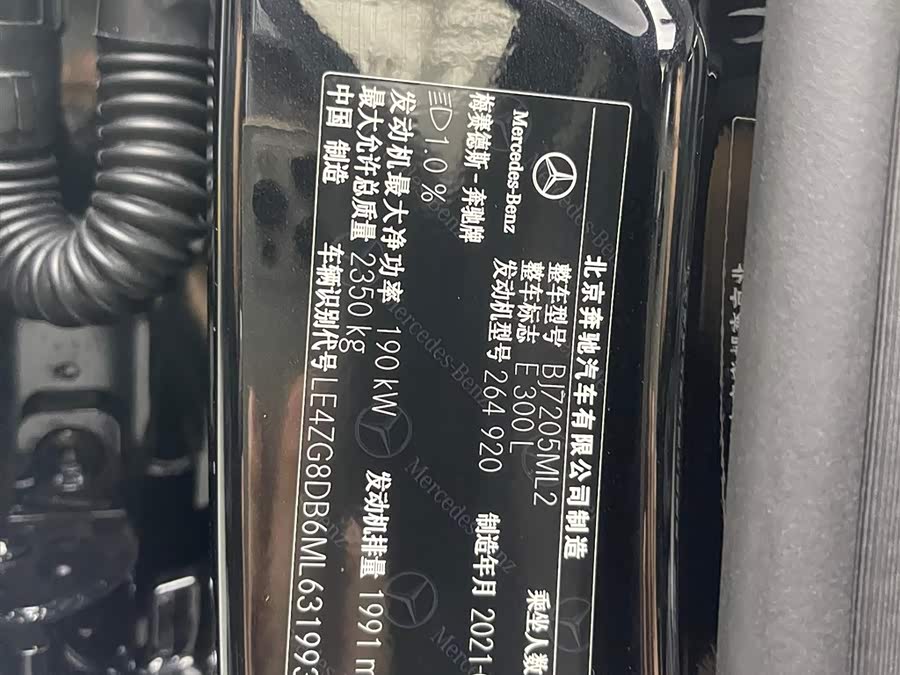 北京奔驰汽车有限公司制造
Mercedes-Benz
梅赛德斯-奔驰牌
整车型号 BJ7205ML2 乘坐人数
整车标志 E 300 L
发动机型号 264 920 制造年月 2021
1.0 %
发动机最大净功率 190 kW 发动机排量 1991 m
最大允许总质量 2350 kg
中国 制造 车辆识别代号 LE4ZG8DB6ML631993